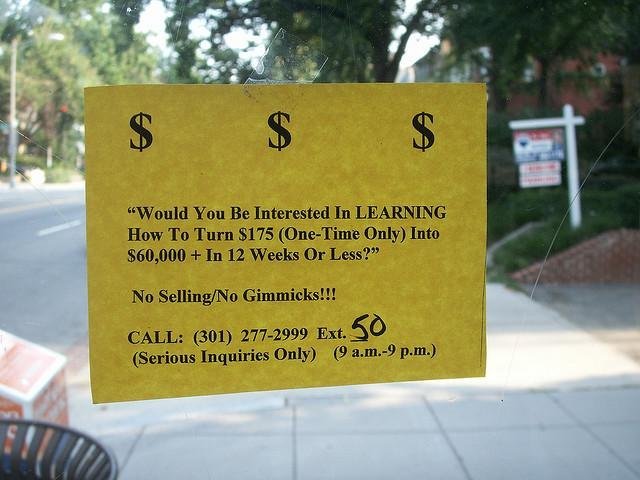 $ $ $
“Would You Be Interested In LEARNING
How To Turn $175 (One-Time Only) Into
$60,000 + In 12 Weeks Or Less?”
No Selling/No Gimmicks!!!
CALL: (301) 277-2999 Ext. 50
(Serious Inquiries Only) (9 a.m.-9 p.m.)